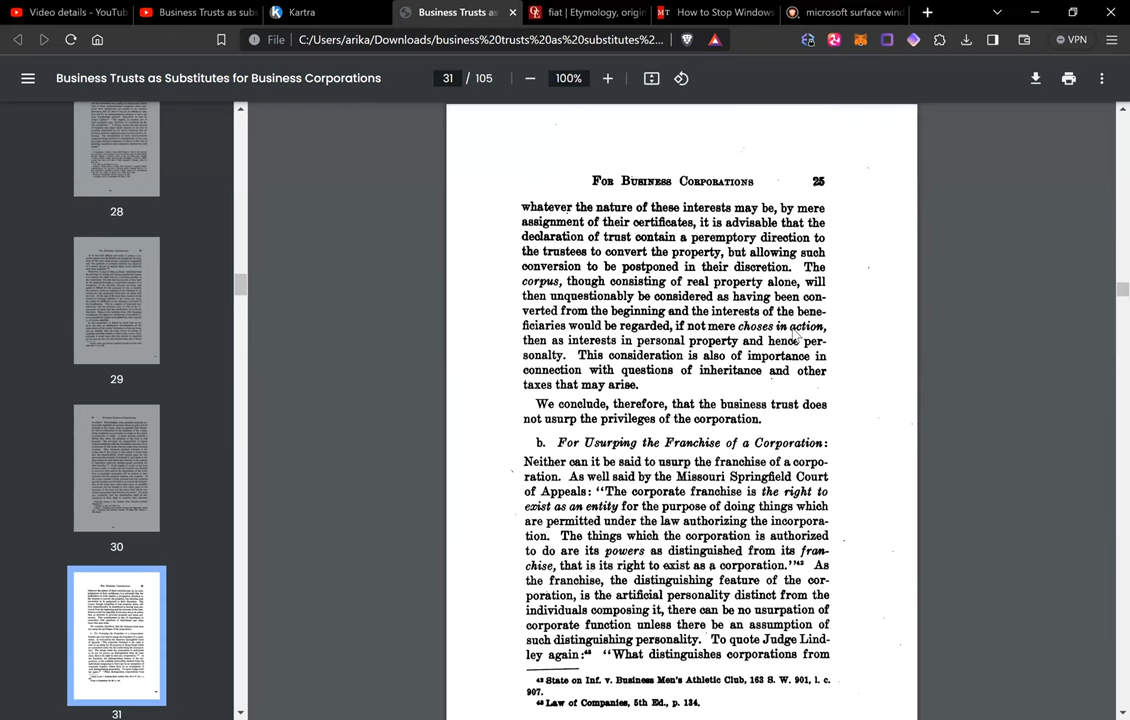 Video details - YouTub
Business Trusts as sub
Kartra
Business Trusts as
fiat | Etymology, origin
How to Stop Windows
microsoft surface wind
File
C:/Users/arika/Downloads/business%20trusts%20as%20substitutes%2...
VPN
Business Trusts as Substitutes for Business Corporations
31 / 105
100%
28
29
30
31
For Business Corporations 25
whatever the nature of these interests may be, by mere
assignment of their certificates, it is advisable that the
declaration of trust contain a peremptory direction to
the trustees to convert the property, but allowing such
conversion to be postponed in their discretion. The
corpus, though consisting of real property alone, will
then unquestionably be considered as having been con-
verted from the beginning and the interests of the bene-
ficiaries would be regarded, if not mere choses in action,
then as interests in personal property and hence per-
sonalty. This consideration is also of importance in
connection with questions of inheritance and other
taxes that may arise.
We conclude, therefore, that the business trust does
not usurp the privileges of the corporation.
b. For Usurping the Franchise of a Corporation:
Neither can it be said to usurp the franchise of a corpo-
ration. As well said by the Missouri Springfield Court
of Appeals: "The corporate franchise is the right to
exist as an entity for the purpose of doing things which
are permitted under the law authorizing the incorpora-
tion. The things which the corporation is authorized
to do are its powers as distinguished from its fran-
chise, that is its right to exist as a corporation."42 As
the franchise, the distinguishing feature of the cor-
poration, is the artificial personality distinct from the
individuals composing it, there can be no usurpation of
corporate function unless there be an assumption of
such distinguishing personality. To quote Judge Lind-
ley again:43 "What distinguishes corporations from
42 State on Inf. v. Business Men's Athletic Club, 163 S. W. 901, l. c.
907.
43 Law of Companies, 5th Ed., p. 134.